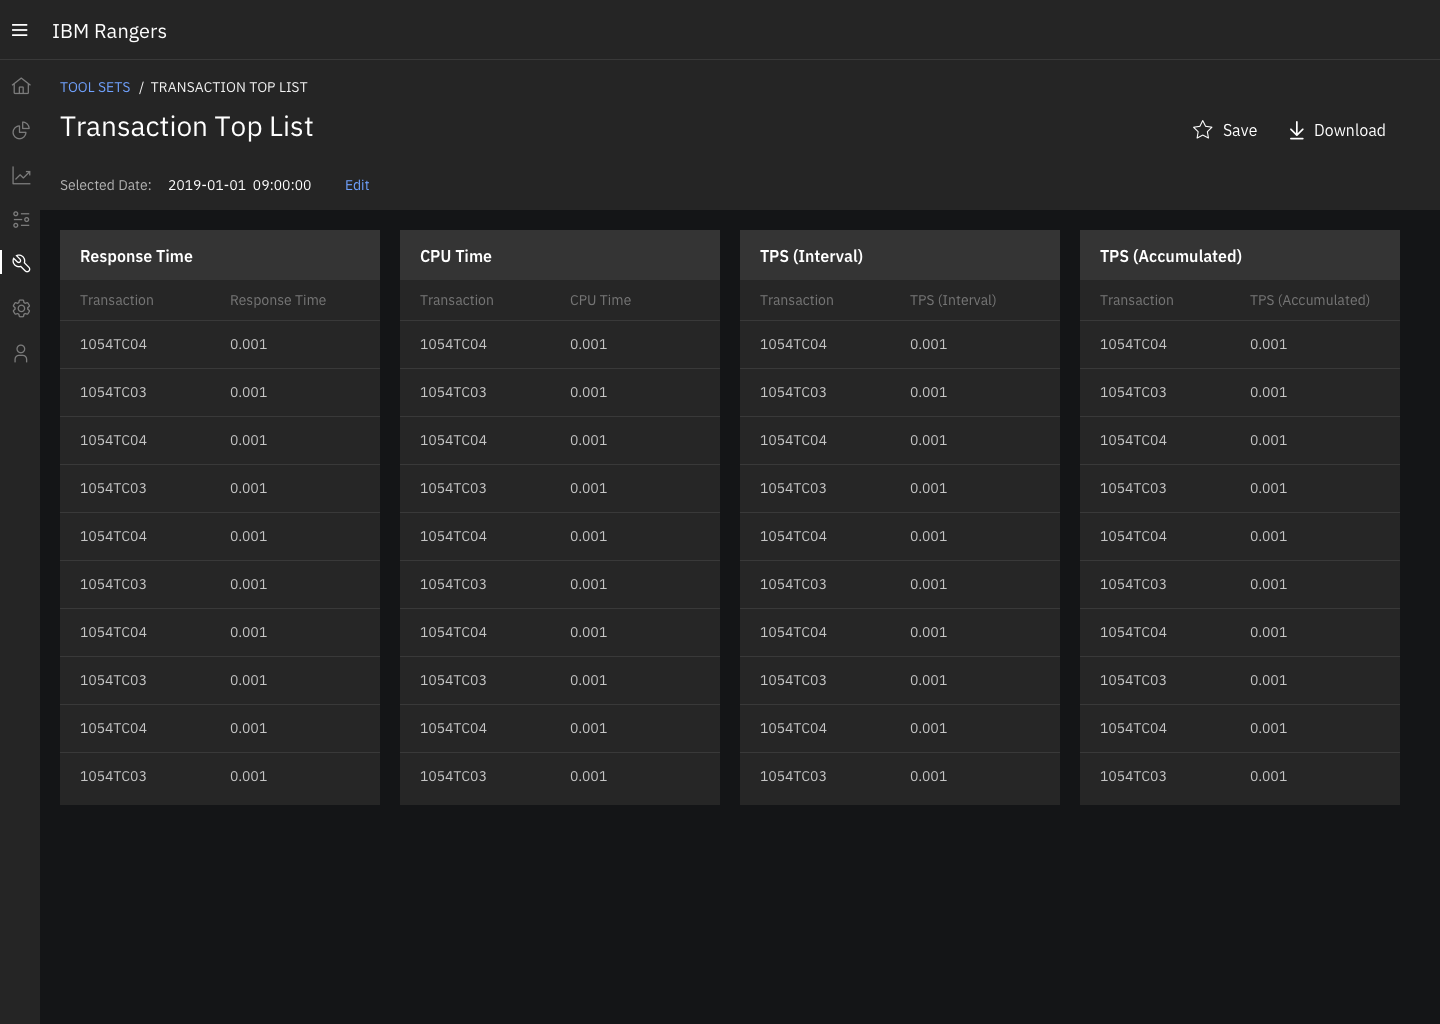 IBM Rangers
TOOL SETS / TRANSACTION TOP LIST
Transaction Top List
Save
Download
Selected Date: 2019-01-01 09:00:00 Edit
Response Time
Transaction Response Time
1054TC04 0.001
1054TC03 0.001
1054TC04 0.001
1054TC03 0.001
1054TC04 0.001
1054TC03 0.001
1054TC04 0.001
1054TC03 0.001
1054TC04 0.001
1054TC03 0.001
CPU Time
Transaction CPU Time
1054TC04 0.001
1054TC03 0.001
1054TC04 0.001
1054TC03 0.001
1054TC04 0.001
1054TC03 0.001
1054TC04 0.001
1054TC03 0.001
1054TC04 0.001
1054TC03 0.001
TPS (Interval)
Transaction TPS (Interval)
1054TC04 0.001
1054TC03 0.001
1054TC04 0.001
1054TC03 0.001
1054TC04 0.001
1054TC03 0.001
1054TC04 0.001
1054TC03 0.001
1054TC04 0.001
1054TC03 0.001
TPS (Accumulated)
Transaction TPS (Accumulated)
1054TC04 0.001
1054TC03 0.001
1054TC04 0.001
1054TC03 0.001
1054TC04 0.001
1054TC03 0.001
1054TC04 0.001
1054TC03 0.001
1054TC04 0.001
1054TC03 0.001